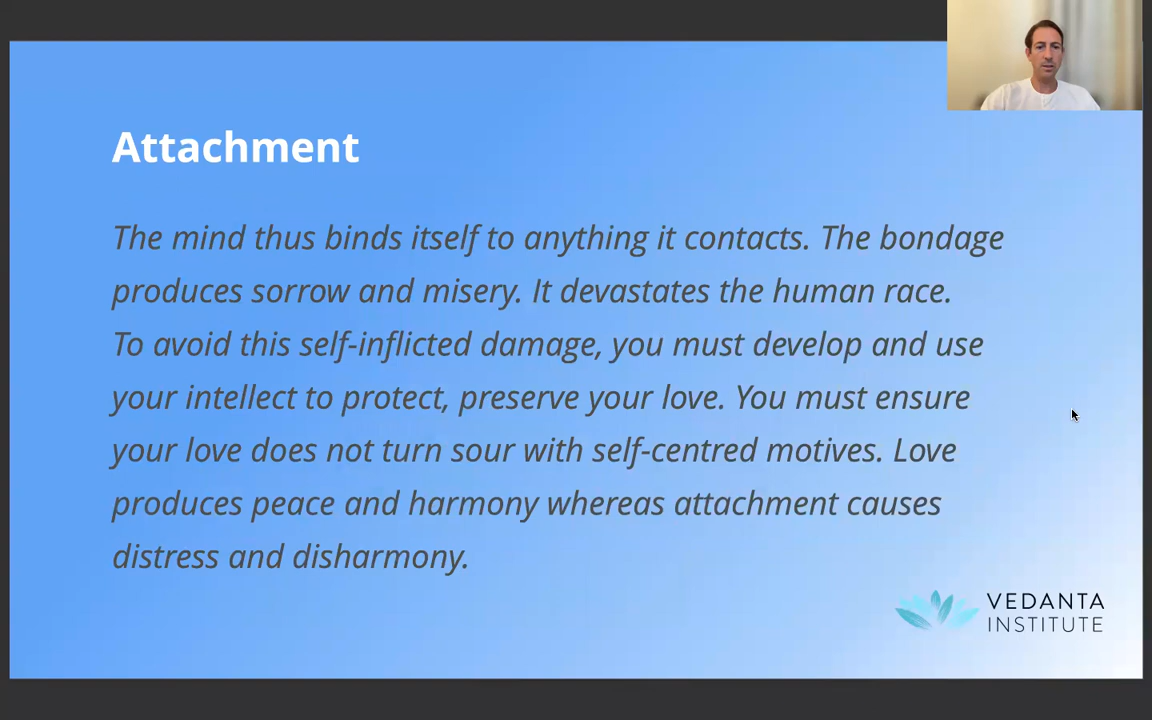 Attachment
The mind thus binds itself to anything it contacts. The bondage
produces sorrow and misery. It devastates the human race.
To avoid this self-inflicted damage, you must develop and use
your intellect to protect, preserve your love. You must ensure
your love does not turn sour with self-centred motives. Love
produces peace and harmony whereas attachment causes
distress and disharmony.
VEDANTA
INSTITUTE